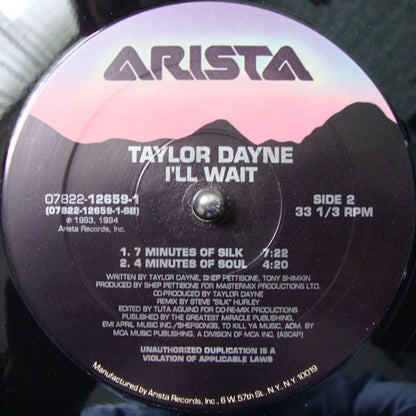 ARISTA
TAYLOR DAYNE
I'LL WAIT
07822-12659-1
(07822-12659-1-SB)
℗ 1993, 1994
Arista Records, Inc.
SIDE 2
33 1/3 RPM
1. 7 MINUTES OF SILK 7:22
2. 4 MINUTES OF SOUL 4:20
WRITTEN BY TAYLOR DAYNE, SHEP PETTIBONE, TONY SHIMKIN
PRODUCED BY SHEP PETTIBONE FOR MASTERMIX PRODUCTIONS LTD.
CO-PRODUCED BY TAYLOR DAYNE
REMIX BY STEVE "SILK" HURLEY
EDITED BY TUTA AQUINO FOR DO-RE-MIX PRODUCTIONS
PUBLISHED BY THE GREATEST MIRACLE PUBLISHING,
EMI APRIL MUSIC INC./SHEPSONGS, TO KILL YA MUSIC, ADM. BY
MCA MUSIC PUBLISHING, A DIVISION OF MCA INC. (ASCAP)
UNAUTHORIZED DUPLICATION IS A
VIOLATION OF APPLICABLE LAWS
Manufactured by Arista Records, Inc., 6 W. 57th St., N.Y., N.Y. 10019